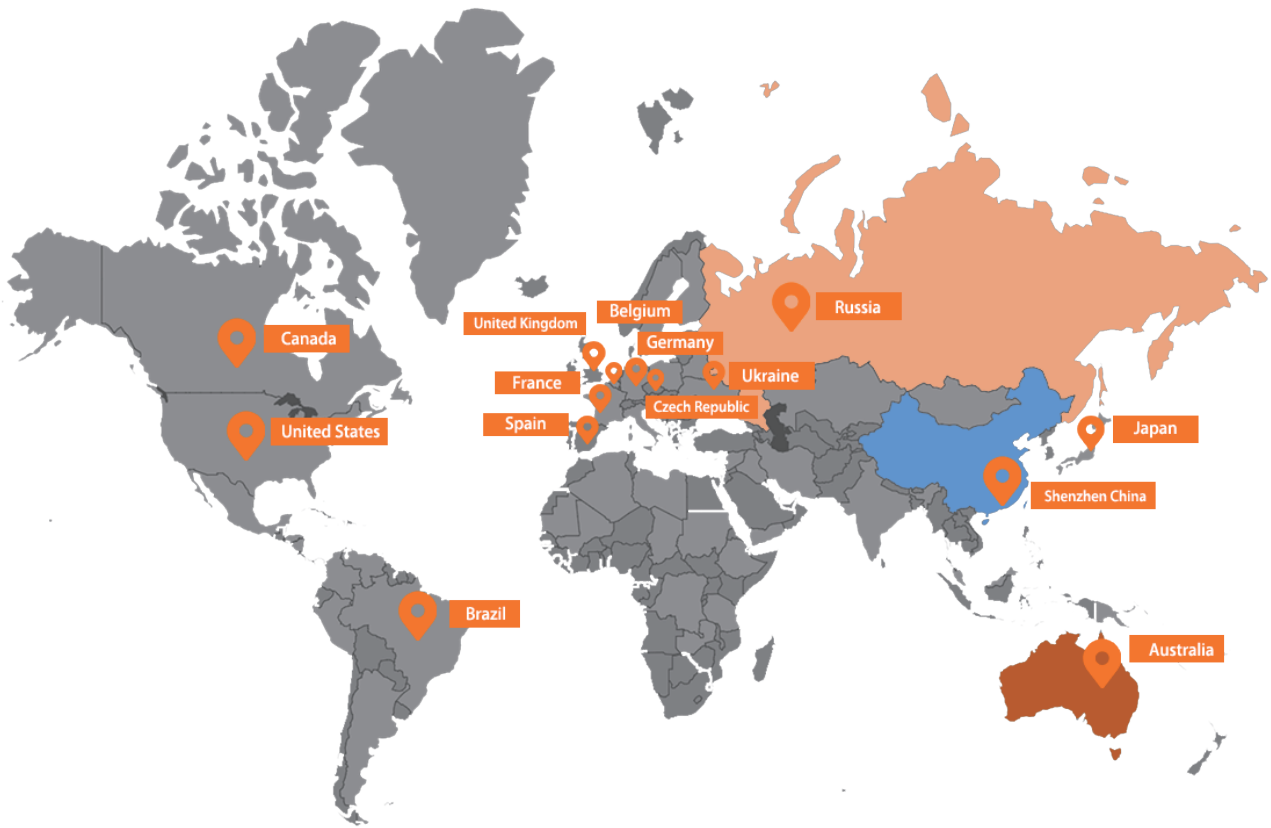 Belgium
Russia
United Kingdom
Canada
Germany
France
Ukraine
Czech Republic
Spain
United States
Japan
Shenzhen China
Brazil
Australia